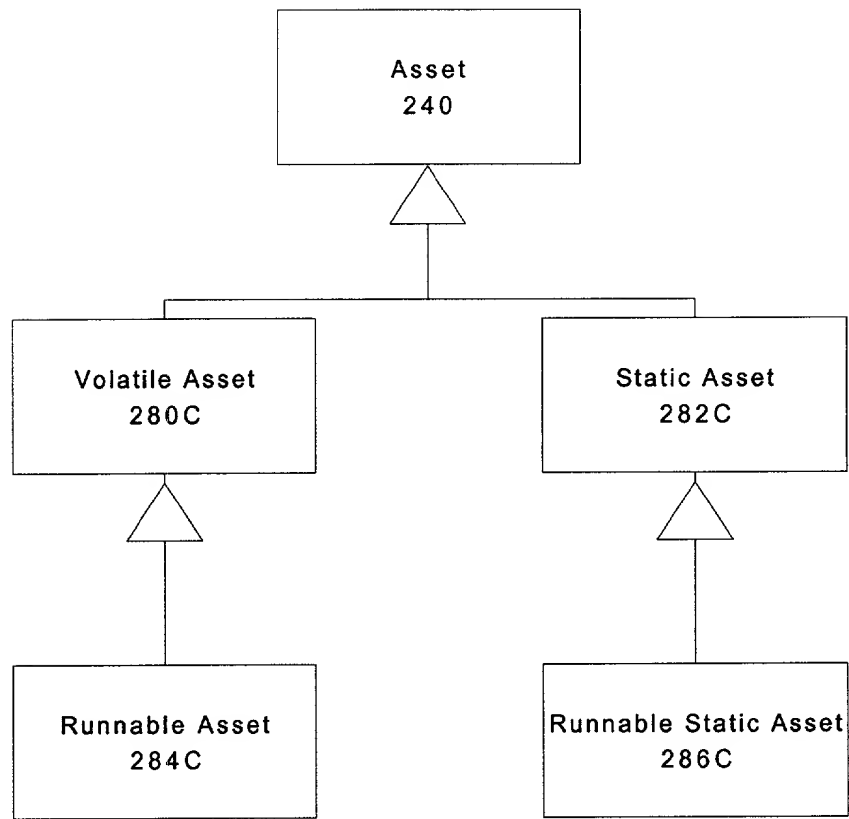 Asset
240
Volatile Asset
280C
Static Asset
282C
Runnable Asset
284C
Runnable Static Asset
286C